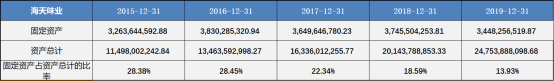 海天味业 2015-12-31 2016-12-31 2017-12-31 2018-12-31 2019-12-31
固定资产 3,263,644,592.88 3,830,285,320.94 3,649,646,780.23 3,745,504,253.81 3,448,256,519.87
资产总计 11,498,002,242.84 13,463,592,998.27 16,336,012,255.77 20,143,788,853.33 24,753,888,098.68
固定资产占资产总计的比
率 28.38% 28.45% 22.34% 18.59% 13.93%